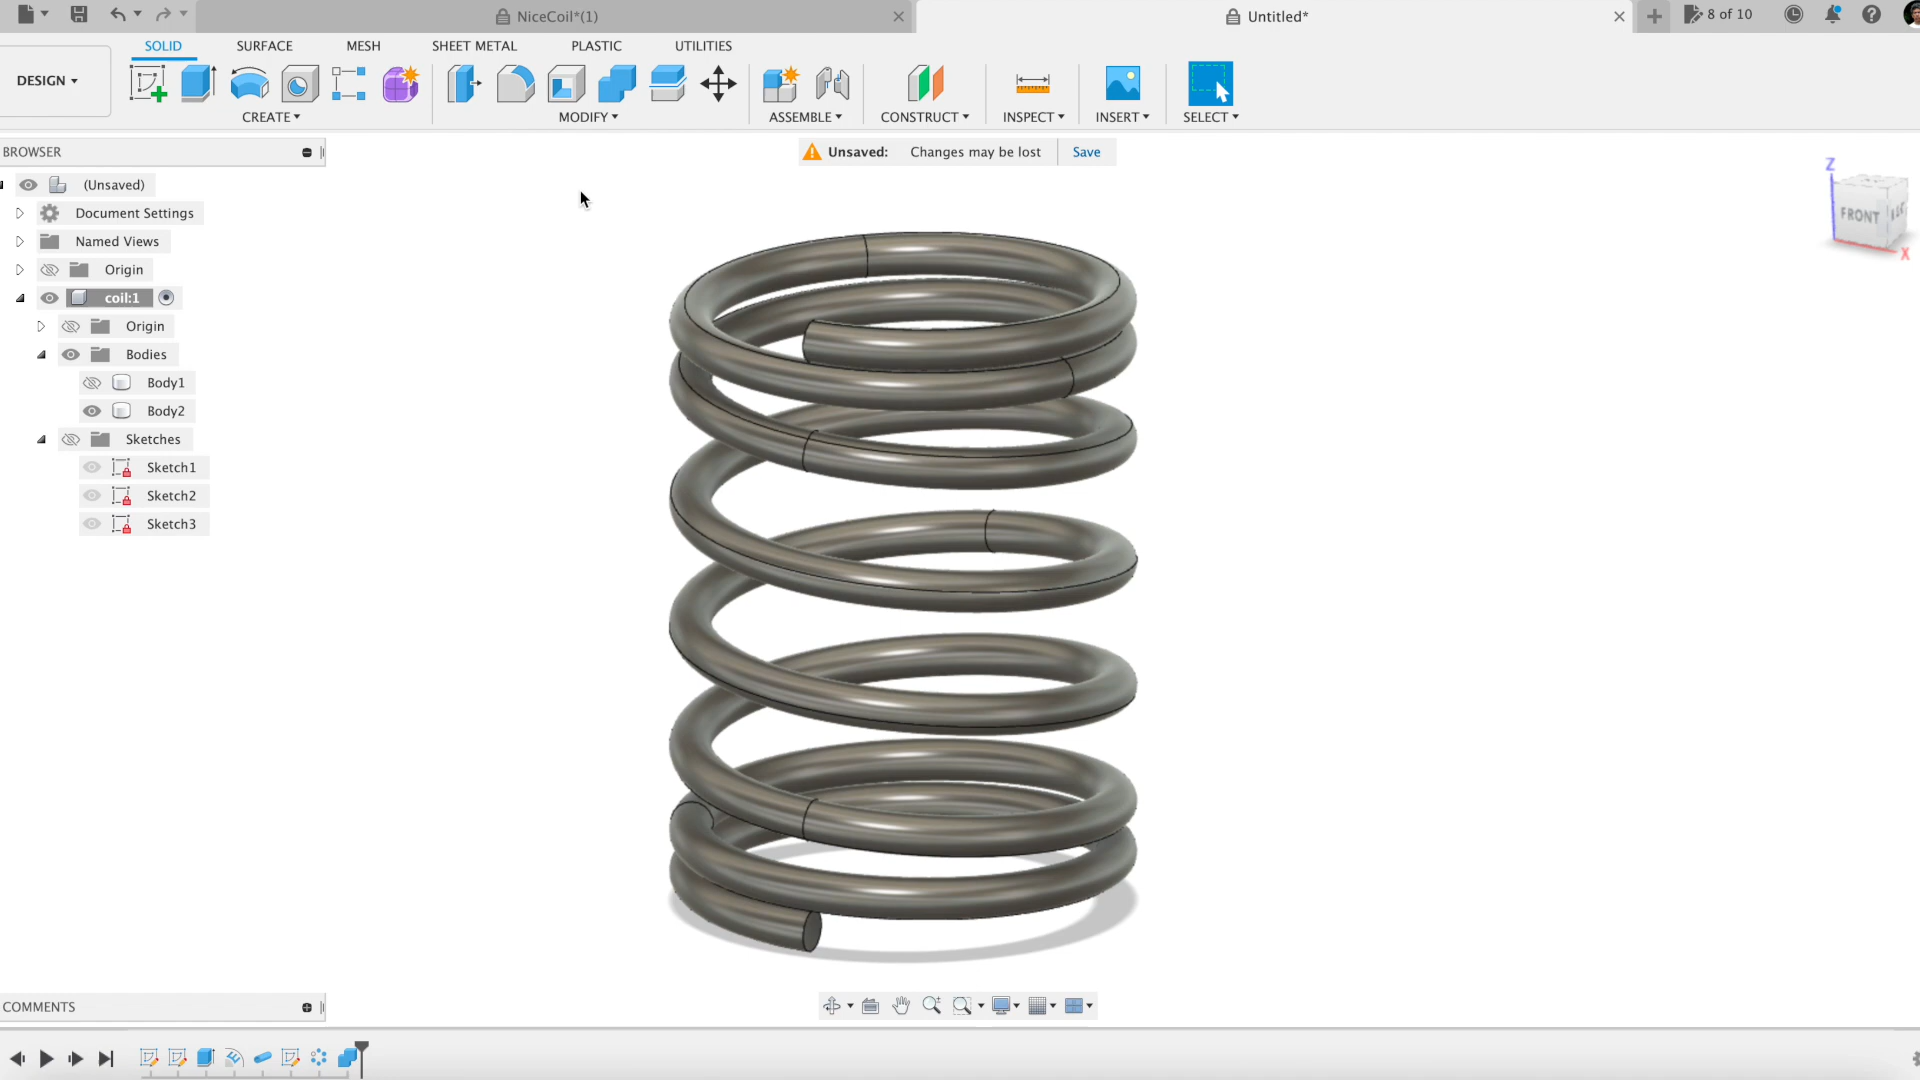 NiceCoil*(1)
Untitled*
8 of 10
SOLID
SURFACE
MESH
SHEET METAL
PLASTIC
UTILITIES
DESIGN
CREATE
MODIFY
ASSEMBLE
CONSTRUCT
INSPECT
INSERT
SELECT
BROWSER
Unsaved: Changes may be lost Save
(Unsaved)
Document Settings
Named Views
Origin
coil:1
Origin
Bodies
Body1
Body2
Sketches
Sketch1
Sketch2
Sketch3
Z
FRONT
X
COMMENTS